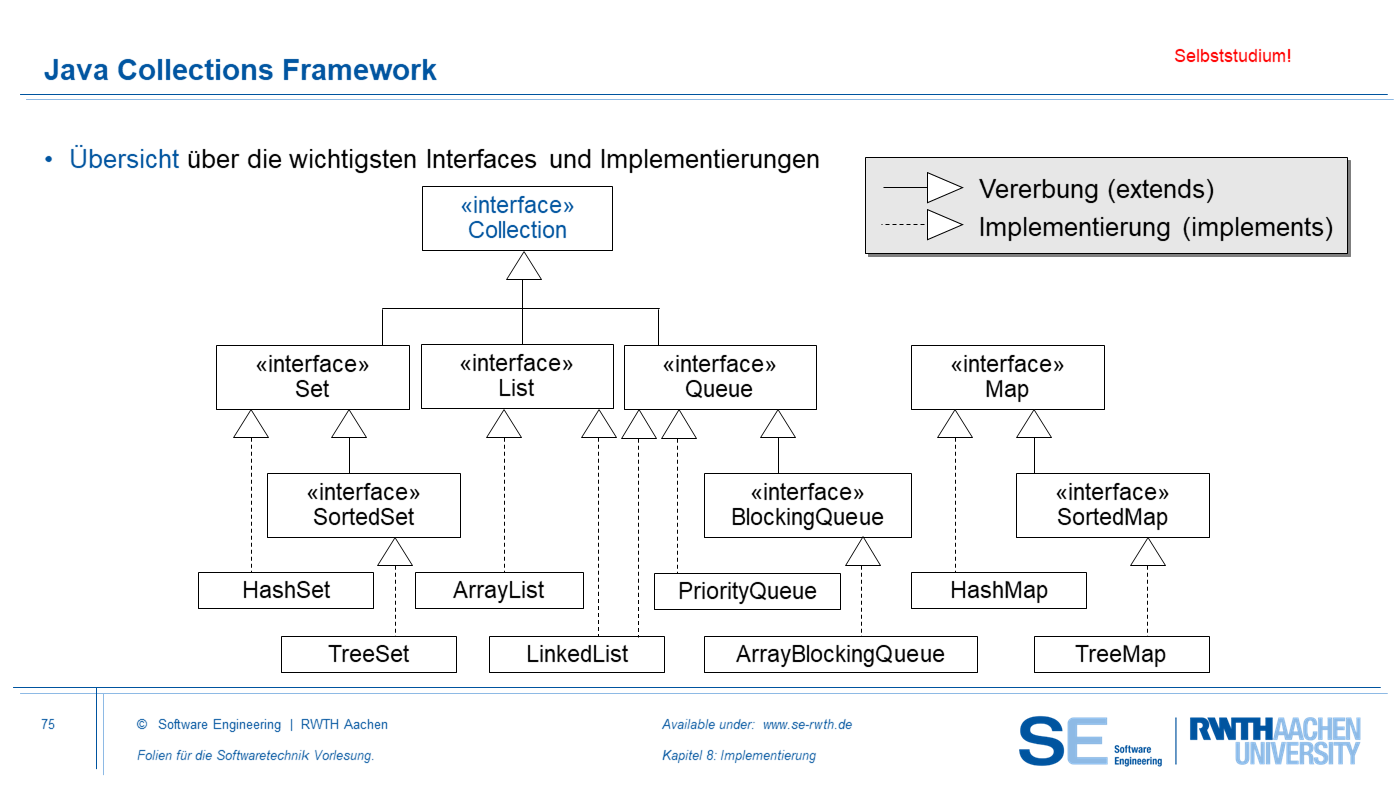 Java Collections Framework
Selbststudium!
• Übersicht über die wichtigsten Interfaces und Implementierungen
Vererbung (extends)
Implementierung (implements)
«interface»
Collection
«interface»
Set
«interface»
List
«interface»
Queue
«interface»
Map
«interface»
SortedSet
«interface»
BlockingQueue
«interface»
SortedMap
HashSet
ArrayList
PriorityQueue
HashMap
TreeSet
LinkedList
ArrayBlockingQueue
TreeMap
75
© Software Engineering | RWTH Aachen
Folien für die Softwaretechnik Vorlesung.
Available under: www.se-rwth.de
Kapitel 8: Implementierung
SE Software
Engineering
RWTHAACHEN
UNIVERSITY